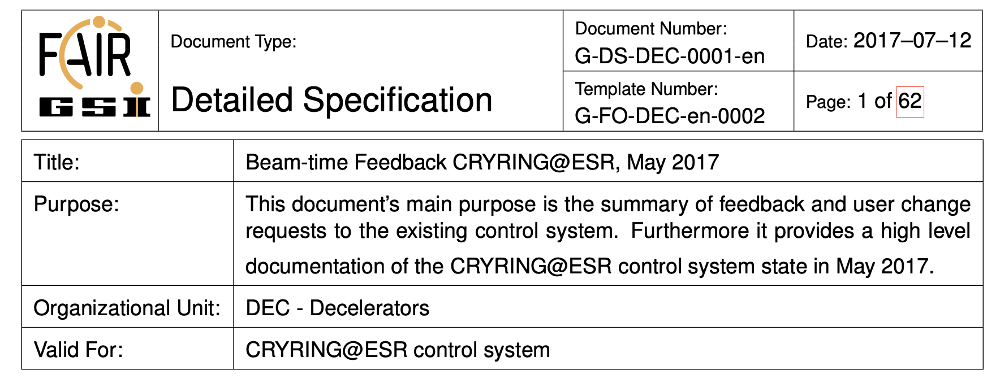 FAIR
GSI
Document Type:
Detailed Specification
Document Number:
G-DS-DEC-0001-en
Date: 2017–07–12
Template Number:
G-FO-DEC-en-0002
Page: 1 of 62
Title:
Beam-time Feedback CRYRING@ESR, May 2017
Purpose:
This document’s main purpose is the summary of feedback and user change
requests to the existing control system. Furthermore it provides a high level
documentation of the CRYRING@ESR control system state in May 2017.
Organizational Unit:
DEC - Decelerators
Valid For:
CRYRING@ESR control system